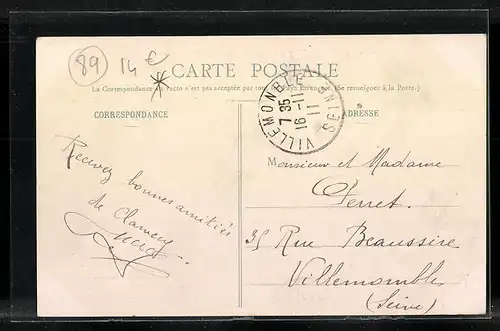 89
14 €
CARTE POSTALE
La Correspondance au recto n'est pas acceptée par tous les pays étrangers. (Se renseigner à la Poste.)
CORRESPONDANCE
ADRESSE
VILLEMOMBLE SEINE
7 35
16 - 11
11
Recevez
bonnes amitiés
de Clamecy
Monsieur et Madame
Perret
35 Rue Beaussire
Villemomble
(Seine)